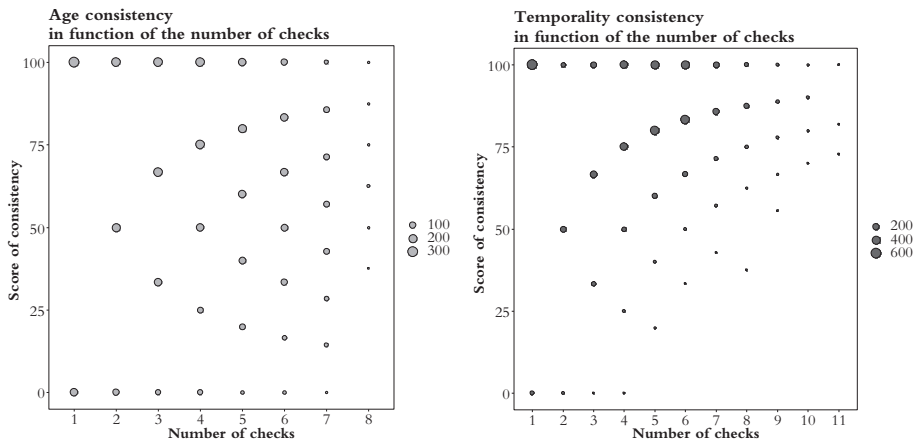 Age consistency
in function of the number of checks
Score of consistency
100
75
50
25
0
1 2 3 4 5 6 7 8
Number of checks
100
200
300
Temporality consistency
in function of the number of checks
Score of consistency
100
75
50
25
0
1 2 3 4 5 6 7 8 9 10 11
Number of checks
200
400
600